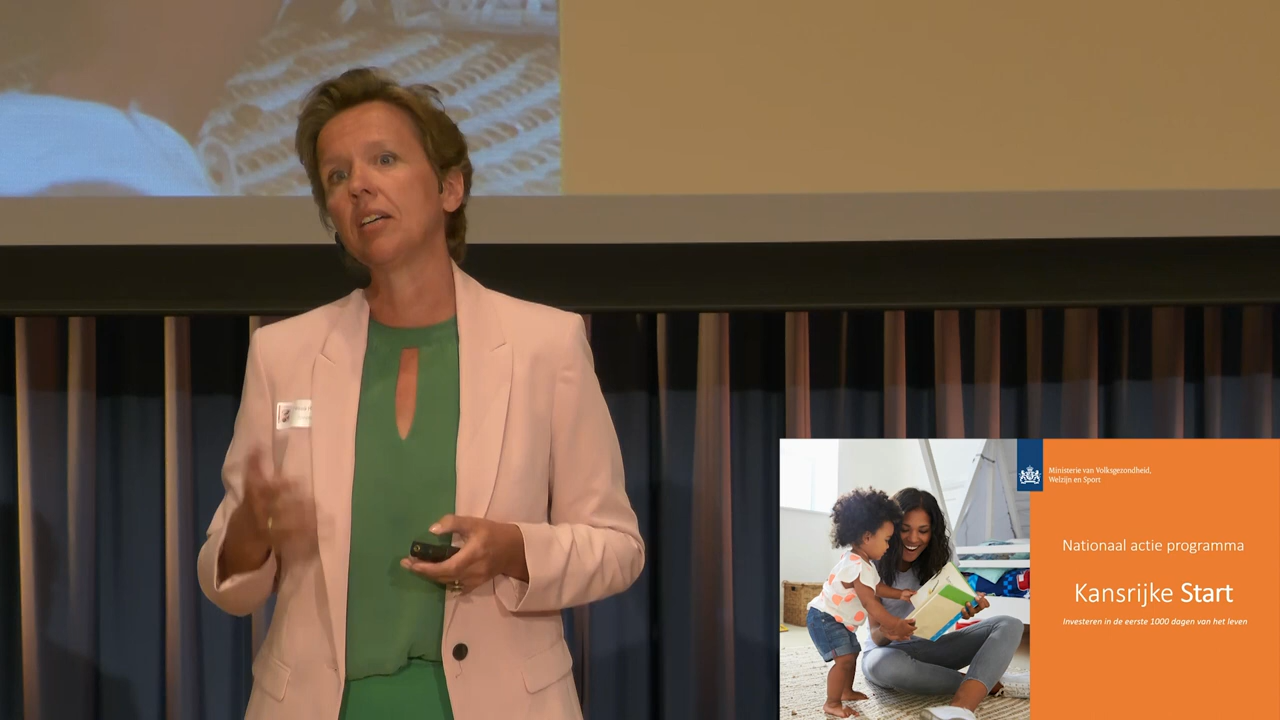 Ministerie van Volksgezondheid,
Welzijn en Sport
Nationaal actie programma
Kansrijke Start
Investeren in de eerste 1000 dagen van het leven